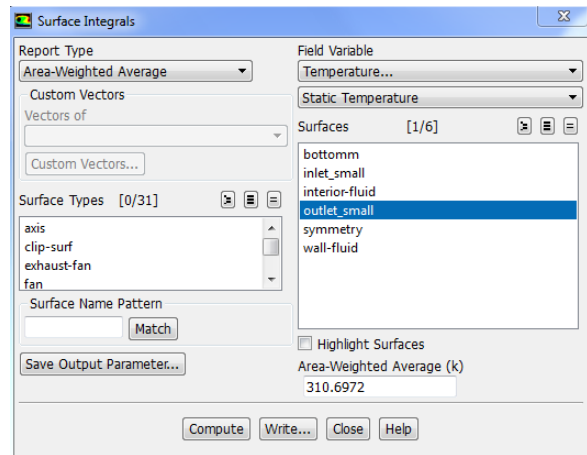 Surface Integrals
Report Type
Area-Weighted Average
Custom Vectors
Vectors of
Custom Vectors...
Surface Types [0/31]
axis
clip-surf
exhaust-fan
fan
Surface Name Pattern
Match
Save Output Parameter...
Field Variable
Temperature...
Static Temperature
Surfaces [1/6]
bottomm
inlet_small
interior-fluid
outlet_small
symmetry
wall-fluid
Highlight Surfaces
Area-Weighted Average (k)
310.6972
Compute Write... Close Help